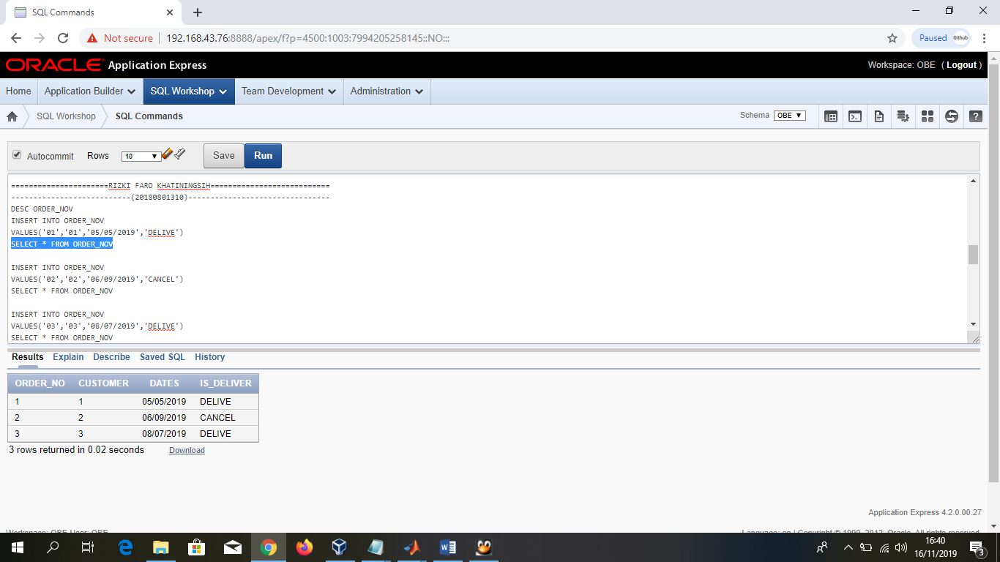 SQL Commands
Not secure 192.168.43.76:8888/apex/f?p=4500:1003:7994205258145::NO:::
Paused Github
ORACLE Application Express Workspace: OBE ( Logout )
Home Application Builder SQL Workshop Team Development Administration
SQL Workshop SQL Commands Schema OBE ?
Autocommit Rows 10 Save Run
======================RIZKI FARO KHATININGSIH===========================
---------------------------(20180801310)--------------------------------
DESC ORDER_NOV
INSERT INTO ORDER_NOV
VALUES('01','01','05/05/2019','DELIVE')
SELECT * FROM ORDER_NOV
INSERT INTO ORDER_NOV
VALUES('02','02','06/09/2019','CANCEL')
SELECT * FROM ORDER_NOV
INSERT INTO ORDER_NOV
VALUES('03','03','08/07/2019','DELIVE')
SELECT * FROM ORDER_NOV
Results Explain Describe Saved SQL History
ORDER_NO CUSTOMER DATES IS_DELIVER
1 1 05/05/2019 DELIVE
2 2 06/09/2019 CANCEL
3 3 08/07/2019 DELIVE
3 rows returned in 0.02 seconds Download
Application Express 4.2.0.00.27
Workspace: OBE User: OBE Language: en | Copyright © 1999, 2012, Oracle. All rights reserved.
16:40
16/11/2019
3